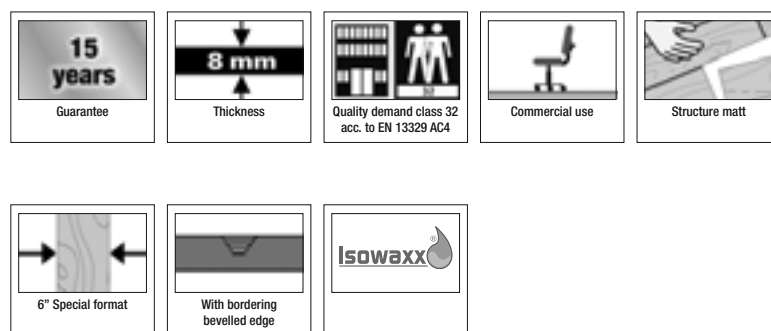 15
years
Guarantee
8 mm
Thickness
32
Quality demand class 32
acc. to EN 13329 AC4
Commercial use
Structure matt
6” Special format
With bordering
bevelled edge
Isowaxx®